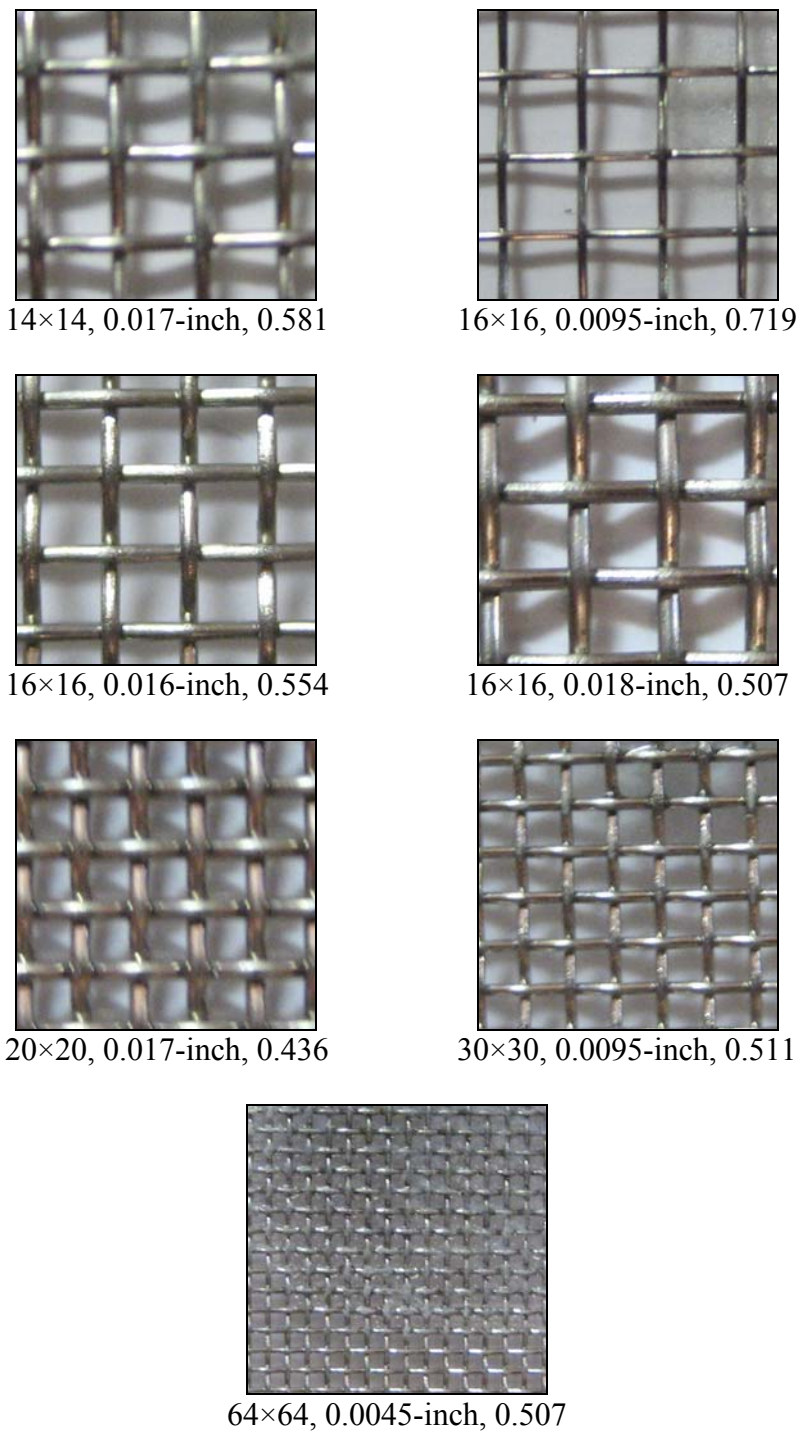 14×14, 0.017-inch, 0.581
16×16, 0.0095-inch, 0.719
16×16, 0.016-inch, 0.554
16×16, 0.018-inch, 0.507
20×20, 0.017-inch, 0.436
30×30, 0.0095-inch, 0.511
64×64, 0.0045-inch, 0.507